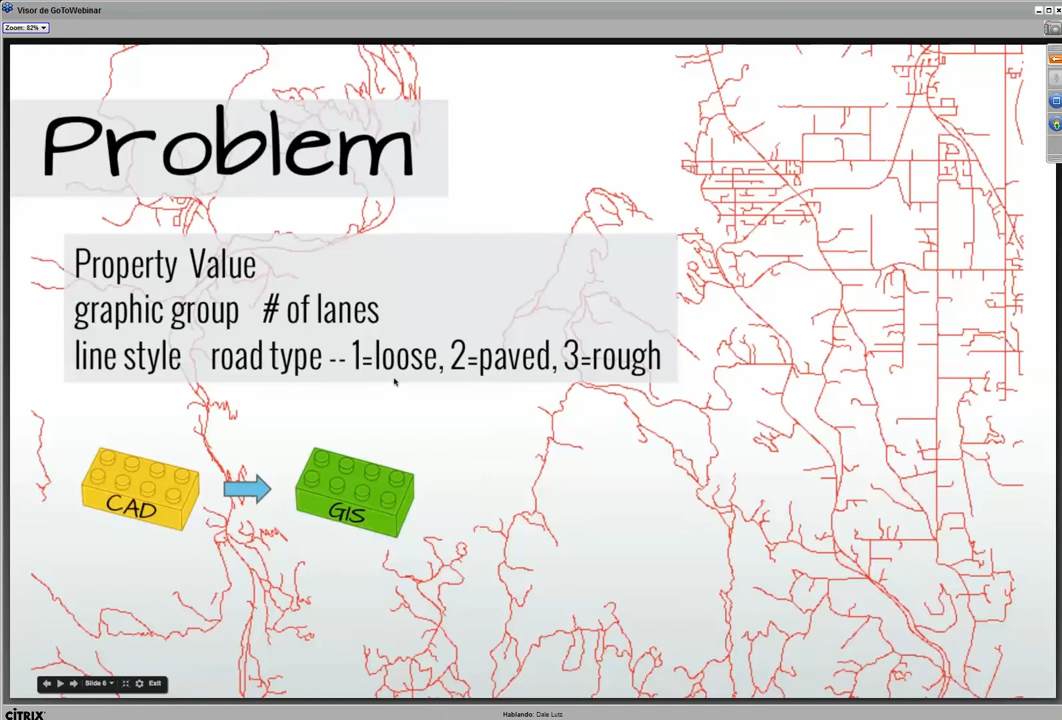 Visor de GoToWebinar
Zoom: 82%
Problem
Property Value
graphic group # of lanes
line style road type -- 1=loose, 2=paved, 3=rough
CAD
GIS
Slide 6
Exit
CITRIX
Hablando: Dale Lutz